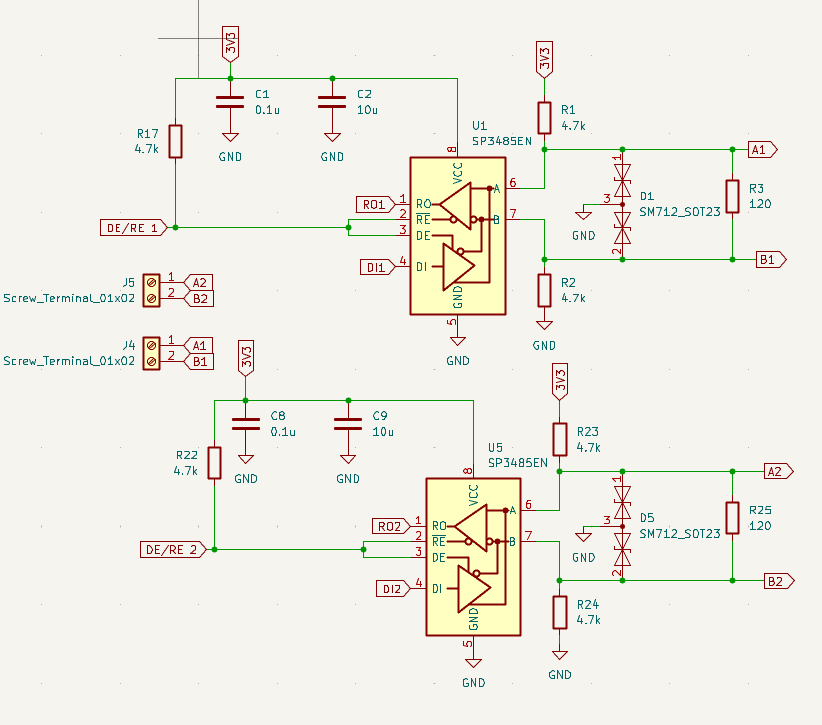 3V3
C1
0.1u
GND
C2
10u
GND
R17
4.7k
DE/RE 1
U1
SP3485EN
8
VCC
RO1
1
RO
2
RE
3
DE
DI1
4
DI
A
6
B
7
GND
5
GND
3V3
R1
4.7k
R2
4.7k
GND
1
D1
SM712_SOT23
3
GND
2
R3
120
A1
B1
J5
Screw_Terminal_01x02
1
A2
2
B2
J4
Screw_Terminal_01x02
1
A1
2
B1
3V3
C8
0.1u
GND
C9
10u
GND
R22
4.7k
DE/RE 2
U5
SP3485EN
8
VCC
RO2
1
RO
2
RE
3
DE
DI2
4
DI
A
6
B
7
GND
5
GND
3V3
R23
4.7k
R24
4.7k
GND
1
D5
SM712_SOT23
3
GND
2
R25
120
A2
B2